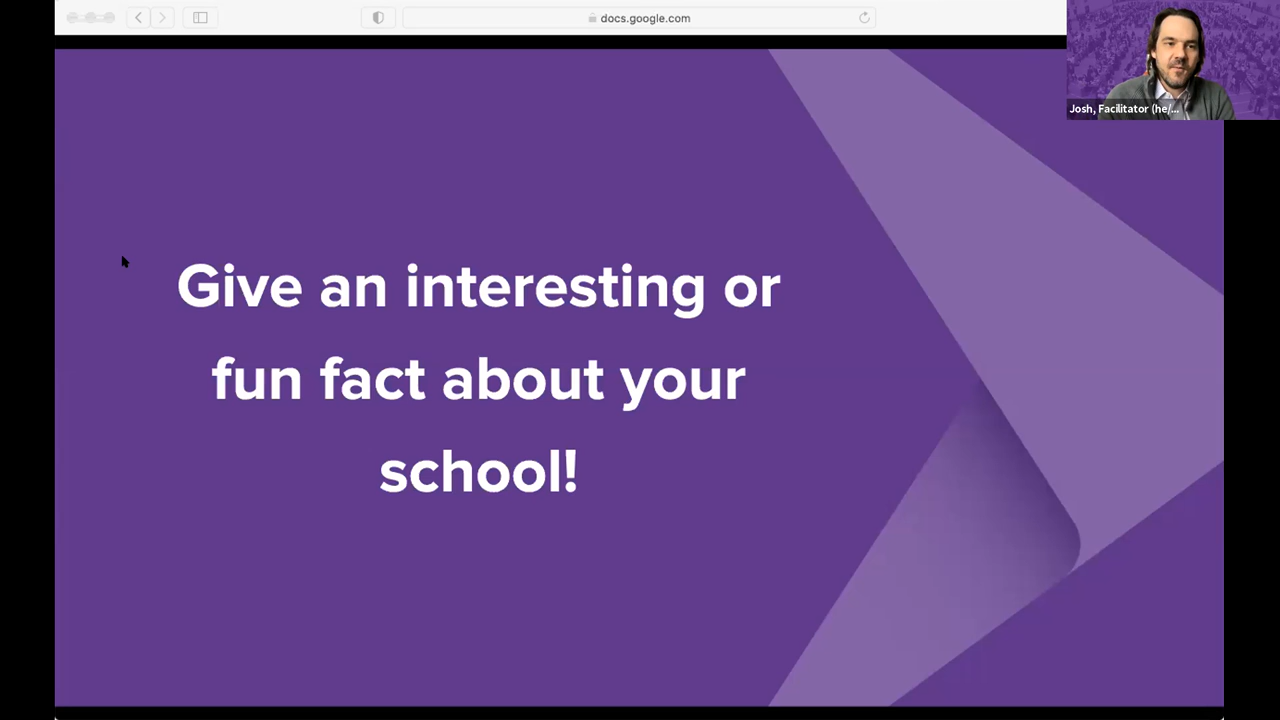 docs.google.com
Josh, Facilitator (he/...
Give an interesting or
fun fact about your
school!